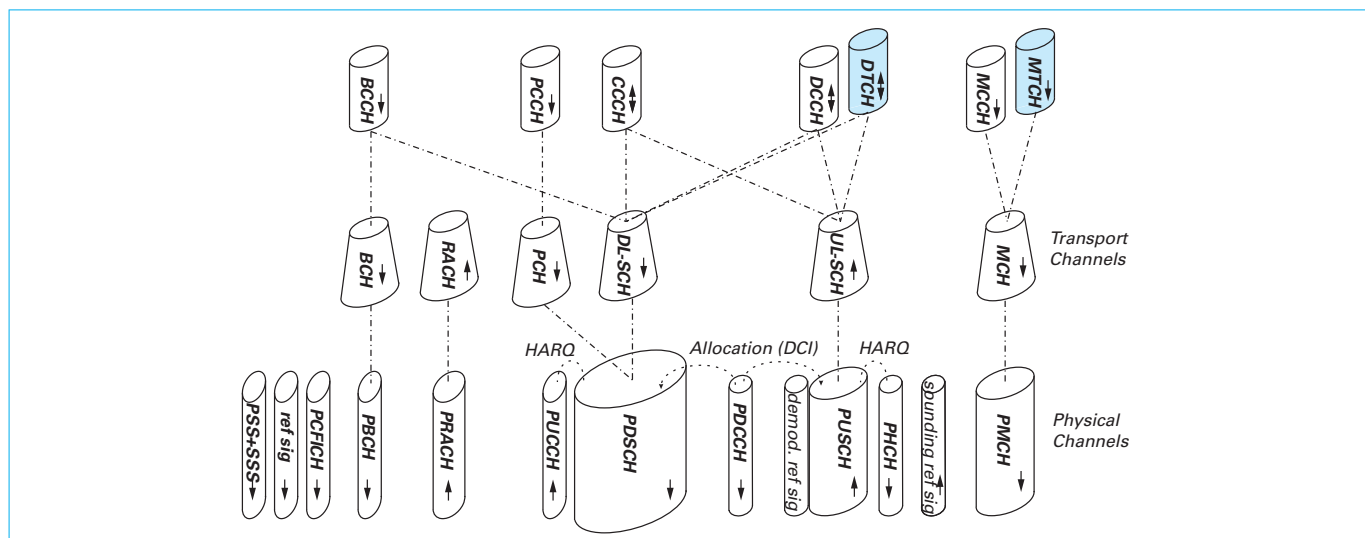 BCCH
PCCH
CCCH
DCCH
DTCH
MCCH
MTCH
BCH
RACH
PCH
DL-SCH
UL-SCH
MCH
Transport
Channels
HARQ
Allocation (DCI)
HARQ
PSS+SSS
ref sig
PCFICH
PBCH
PRACH
PUCCH
PDSCH
PDCCH
demod. ref sig
PUSCH
PHCH
sounding ref sig
PMCH
Physical
Channels